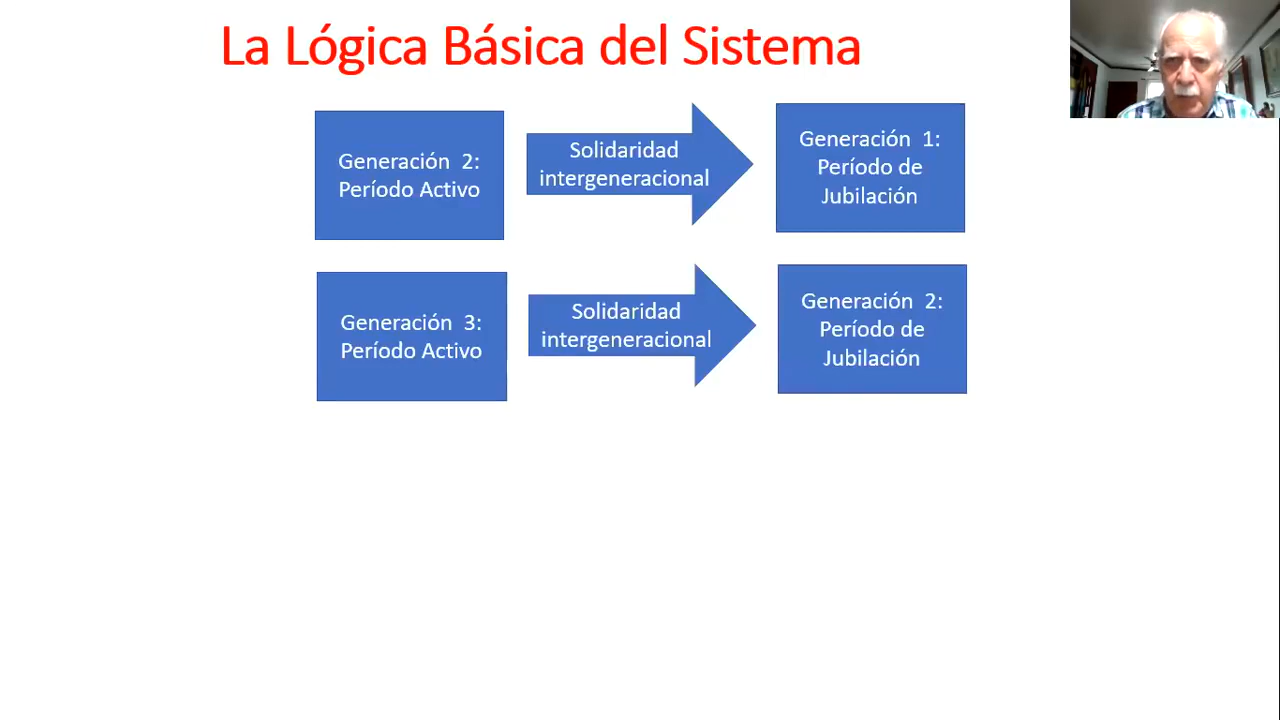 La Lógica Básica del Sistema
Generación 2:
Período Activo
Solidaridad
intergeneracional
Generación 1:
Período de
Jubilación
Generación 3:
Período Activo
Solidaridad
intergeneracional
Generación 2:
Período de
Jubilación